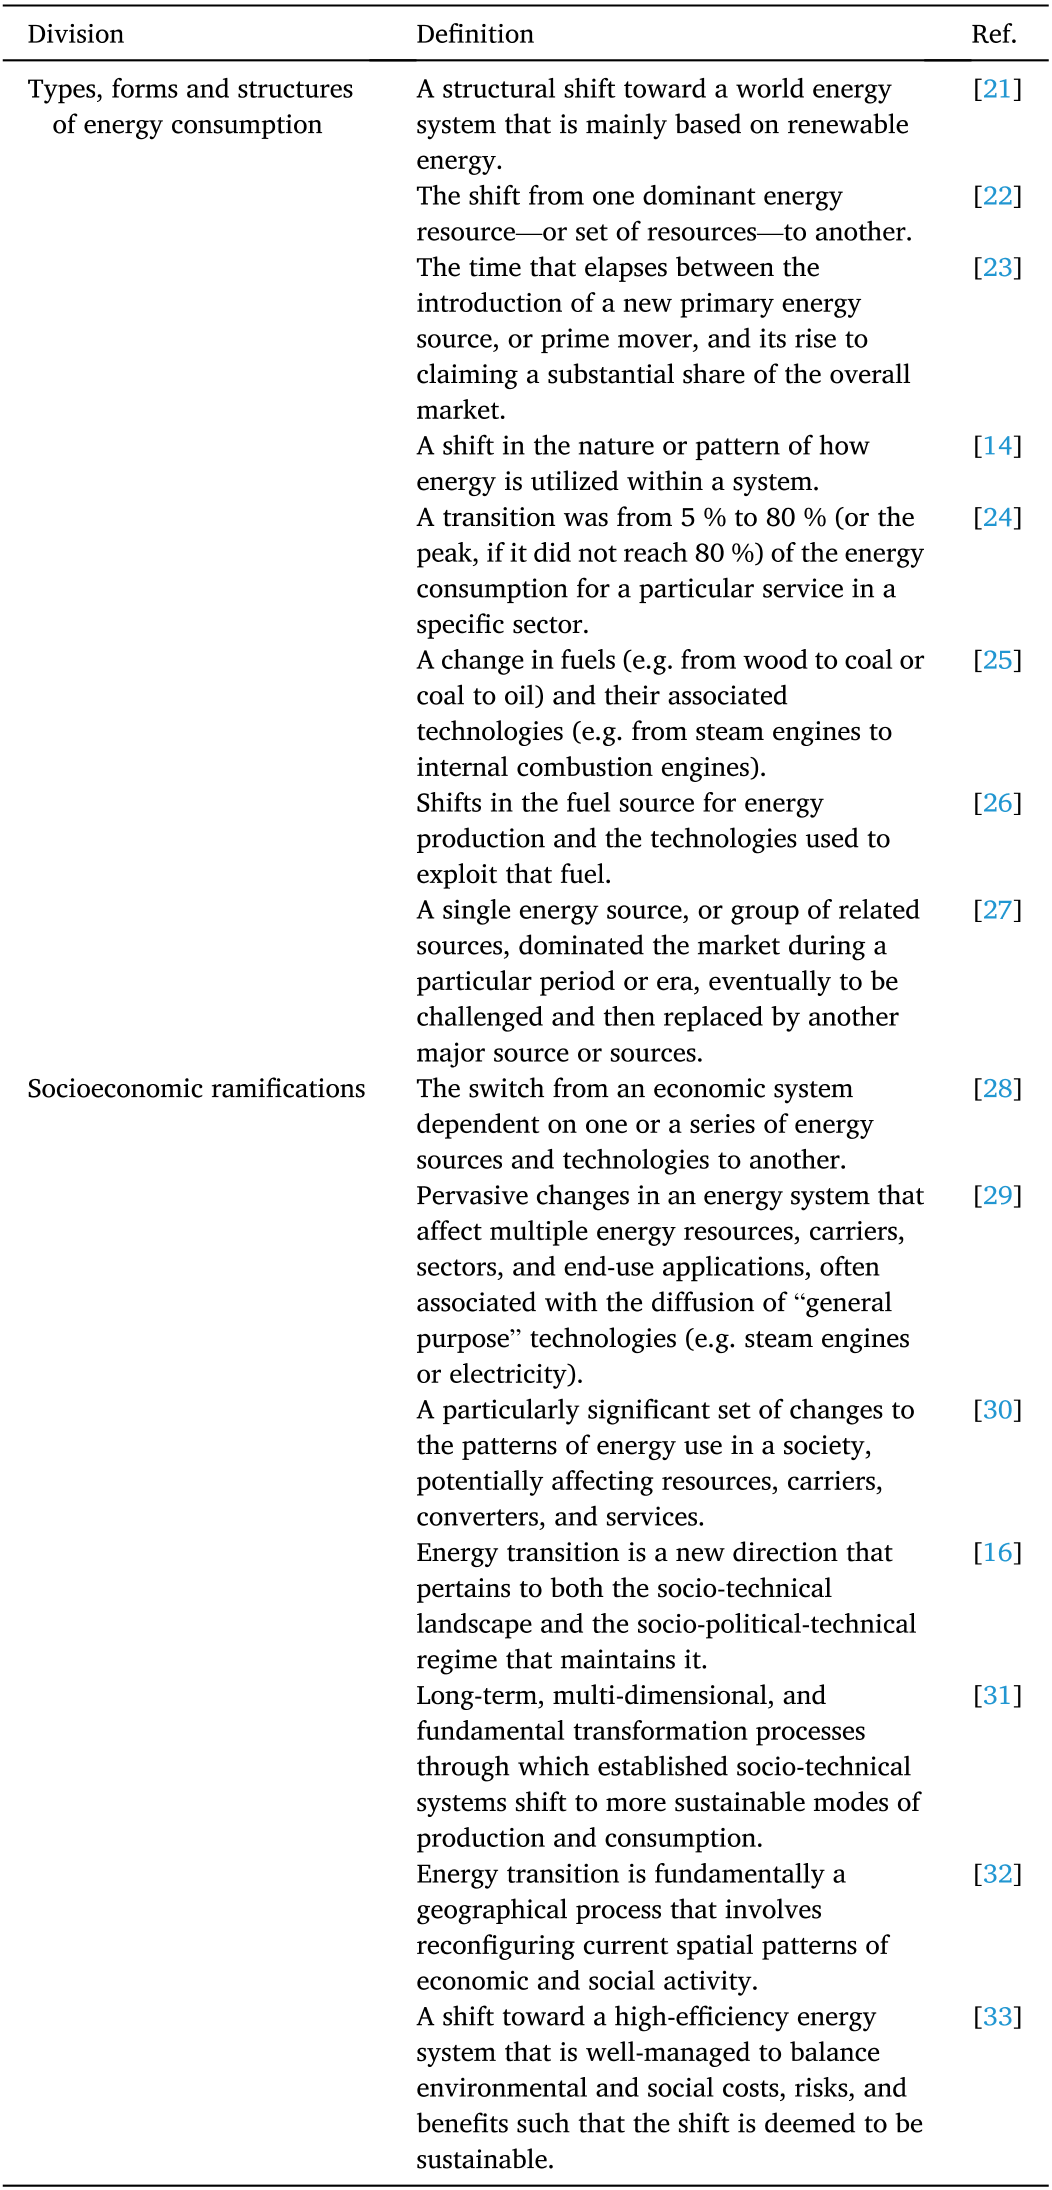 Division Definition Ref.
Types, forms and structures A structural shift toward a world energy [21]
of energy consumption system that is mainly based on renewable
energy.
The shift from one dominant energy [22]
resource—or set of resources—to another.
The time that elapses between the [23]
introduction of a new primary energy
source, or prime mover, and its rise to
claiming a substantial share of the overall
market.
A shift in the nature or pattern of how [14]
energy is utilized within a system.
A transition was from 5 % to 80 % (or the [24]
peak, if it did not reach 80 %) of the energy
consumption for a particular service in a
specific sector.
A change in fuels (e.g. from wood to coal or [25]
coal to oil) and their associated
technologies (e.g. from steam engines to
internal combustion engines).
Shifts in the fuel source for energy [26]
production and the technologies used to
exploit that fuel.
A single energy source, or group of related [27]
sources, dominated the market during a
particular period or era, eventually to be
challenged and then replaced by another
major source or sources.
Socioeconomic ramifications The switch from an economic system [28]
dependent on one or a series of energy
sources and technologies to another.
Pervasive changes in an energy system that [29]
affect multiple energy resources, carriers,
sectors, and end-use applications, often
associated with the diffusion of “general
purpose” technologies (e.g. steam engines
or electricity).
A particularly significant set of changes to [30]
the patterns of energy use in a society,
potentially affecting resources, carriers,
converters, and services.
Energy transition is a new direction that [16]
pertains to both the socio-technical
landscape and the socio-political-technical
regime that maintains it.
Long-term, multi-dimensional, and [31]
fundamental transformation processes
through which established socio-technical
systems shift to more sustainable modes of
production and consumption.
Energy transition is fundamentally a [32]
geographical process that involves
reconfiguring current spatial patterns of
economic and social activity.
A shift toward a high-efficiency energy [33]
system that is well-managed to balance
environmental and social costs, risks, and
benefits such that the shift is deemed to be
sustainable.